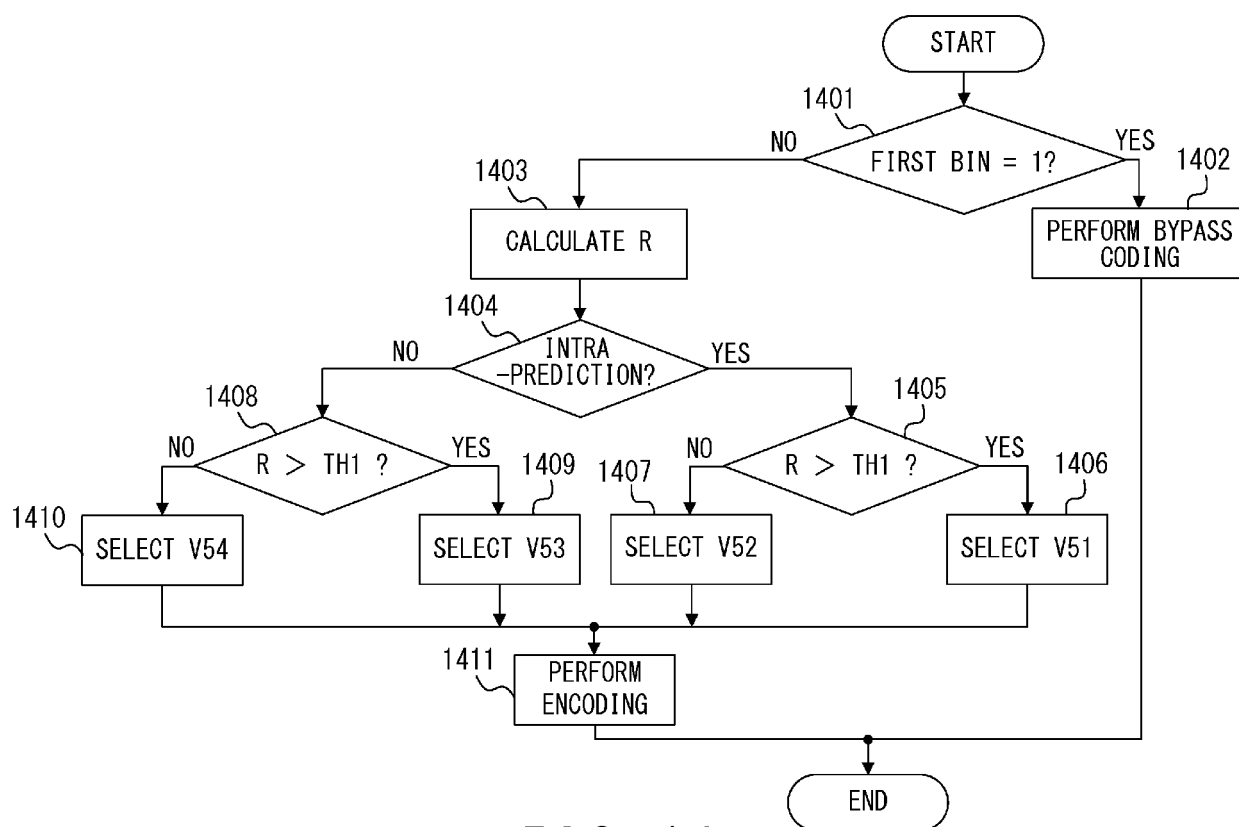 START
1401
NO
YES
FIRST BIN = 1?
1402
1403
CALCULATE R
PERFORM BYPASS
CODING
1404
NO
INTRA
-PREDICTION?
YES
1408
1405
NO
R > TH1 ?
YES
NO
R > TH1 ?
YES
1410
1409
1407
1406
SELECT V54
SELECT V53
SELECT V52
SELECT V51
1411
PERFORM
ENCODING
END